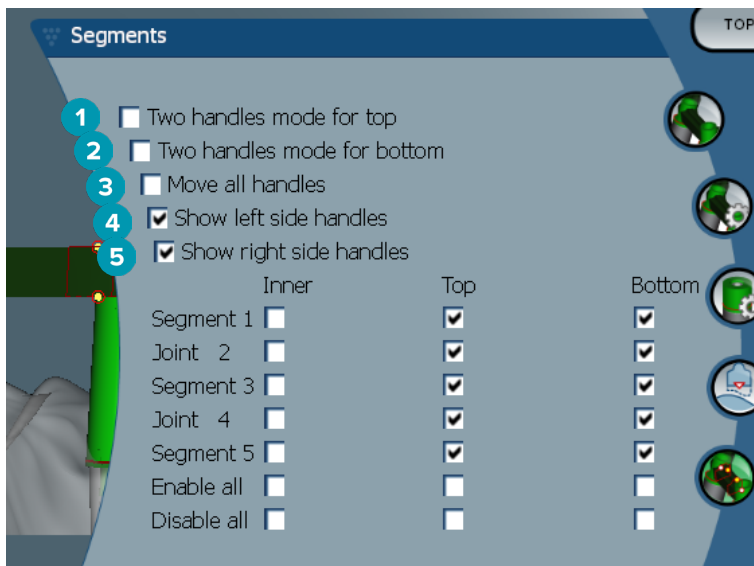 Segments
TOP
1 Two handles mode for top
2 Two handles mode for bottom
3 Move all handles
4 Show left side handles
5 Show right side handles
Inner Top Bottom
Segment 1
Joint 2
Segment 3
Joint 4
Segment 5
Enable all
Disable all